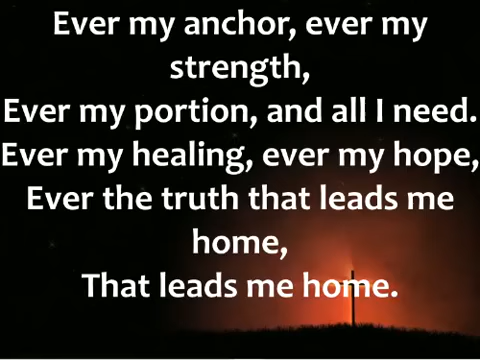 Ever my anchor, ever my
strength,
Ever my portion, and all I need.
Ever my healing, ever my hope,
Ever the truth that leads me
home,
That leads me home.